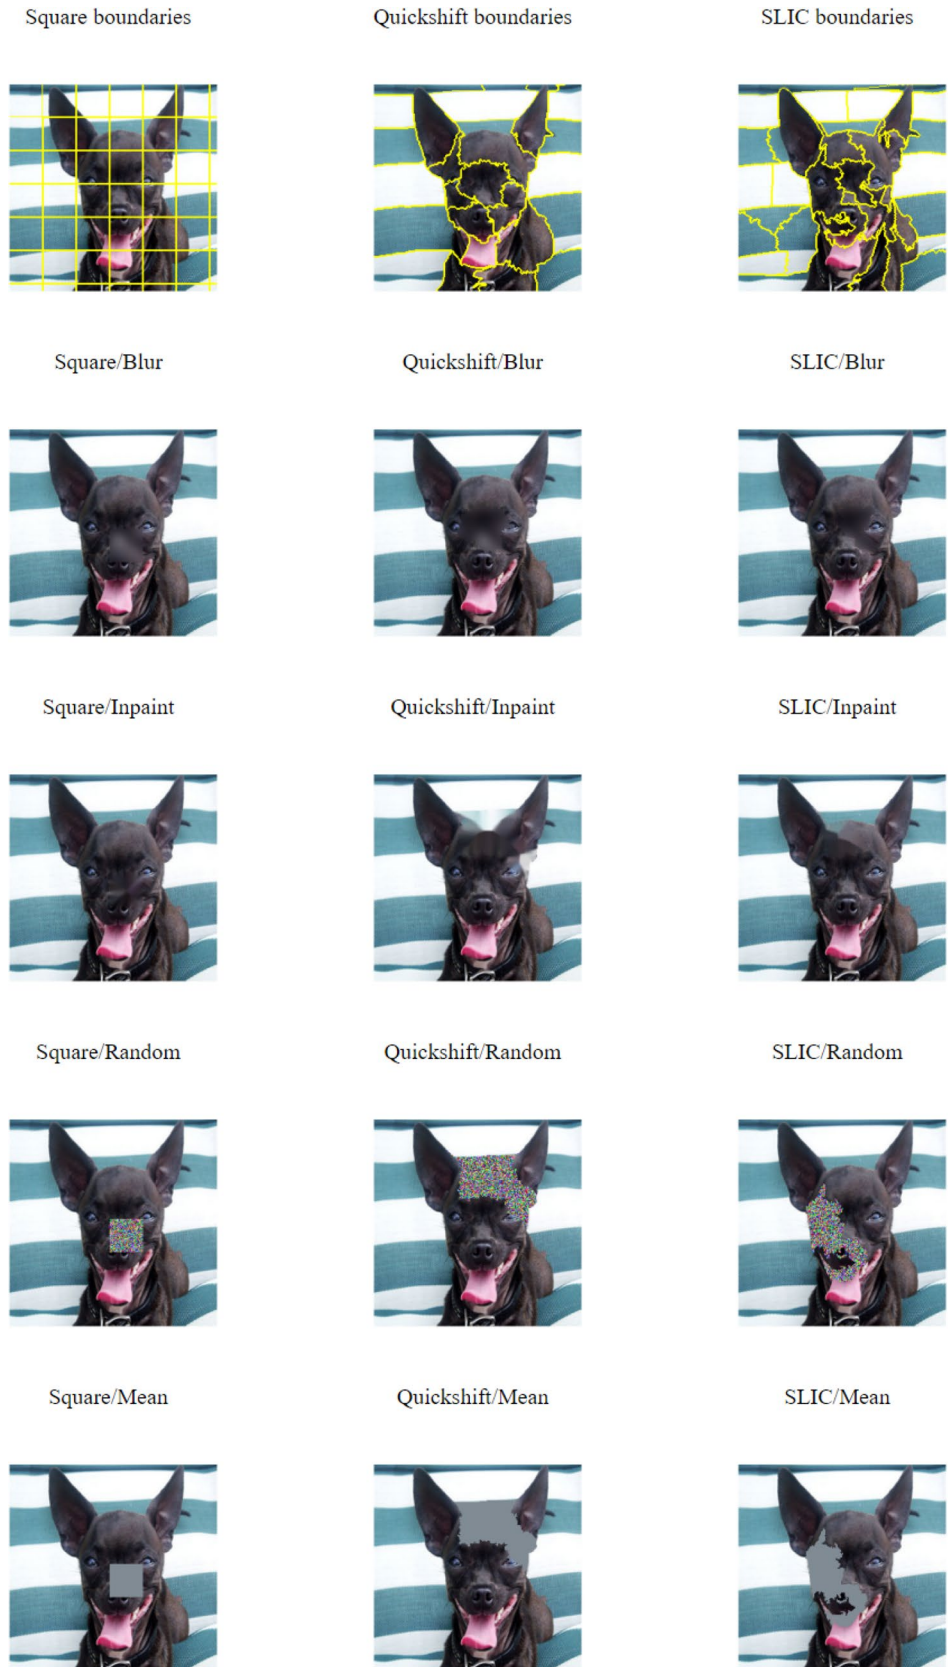 Square boundaries
Quickshift boundaries
SLIC boundaries
Square/Blur
Quickshift/Blur
SLIC/Blur
Square/Inpaint
Quickshift/Inpaint
SLIC/Inpaint
Square/Random
Quickshift/Random
SLIC/Random
Square/Mean
Quickshift/Mean
SLIC/Mean